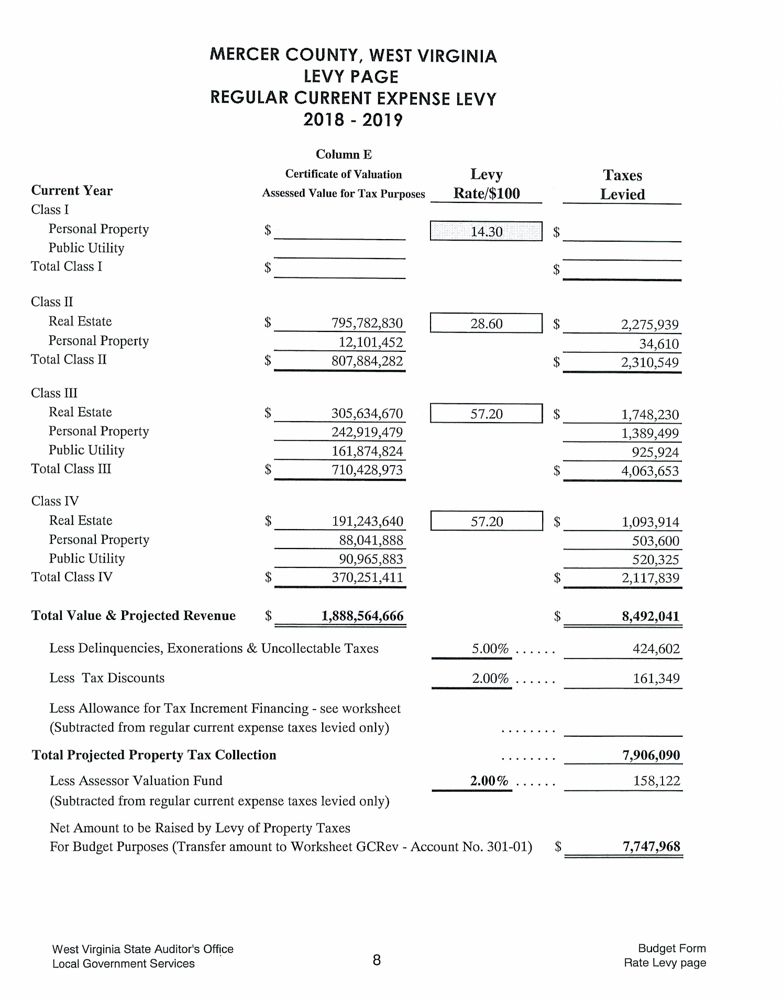 MERCER COUNTY, WEST VIRGINIA
LEVY PAGE
REGULAR CURRENT EXPENSE LEVY
2018 - 2019
Column E
Certificate of Valuation Levy Taxes
Current Year Assessed Value for Tax Purposes Rate/$100 Levied
Class I
Personal Property $ 14.30 $
Public Utility
Total Class I $ $
Class II
Real Estate $ 795,782,830 28.60 $ 2,275,939
Personal Property 12,101,452 34,610
Total Class II $ 807,884,282 $ 2,310,549
Class III
Real Estate $ 305,634,670 57.20 $ 1,748,230
Personal Property 242,919,479 1,389,499
Public Utility 161,874,824 925,924
Total Class III $ 710,428,973 $ 4,063,653
Class IV
Real Estate $ 191,243,640 57.20 $ 1,093,914
Personal Property 88,041,888 503,600
Public Utility 90,965,883 520,325
Total Class IV $ 370,251,411 $ 2,117,839
Total Value & Projected Revenue $ 1,888,564,666 $ 8,492,041
Less Delinquencies, Exonerations & Uncollectable Taxes 5.00% ...... 424,602
Less Tax Discounts 2.00% ...... 161,349
Less Allowance for Tax Increment Financing - see worksheet
(Subtracted from regular current expense taxes levied only) ........
Total Projected Property Tax Collection ........ 7,906,090
Less Assessor Valuation Fund 2.00% ...... 158,122
(Subtracted from regular current expense taxes levied only)
Net Amount to be Raised by Levy of Property Taxes
For Budget Purposes (Transfer amount to Worksheet GCRev - Account No. 301-01) $ 7,747,968
West Virginia State Auditor's Office Budget Form
Local Government Services 8 Rate Levy page